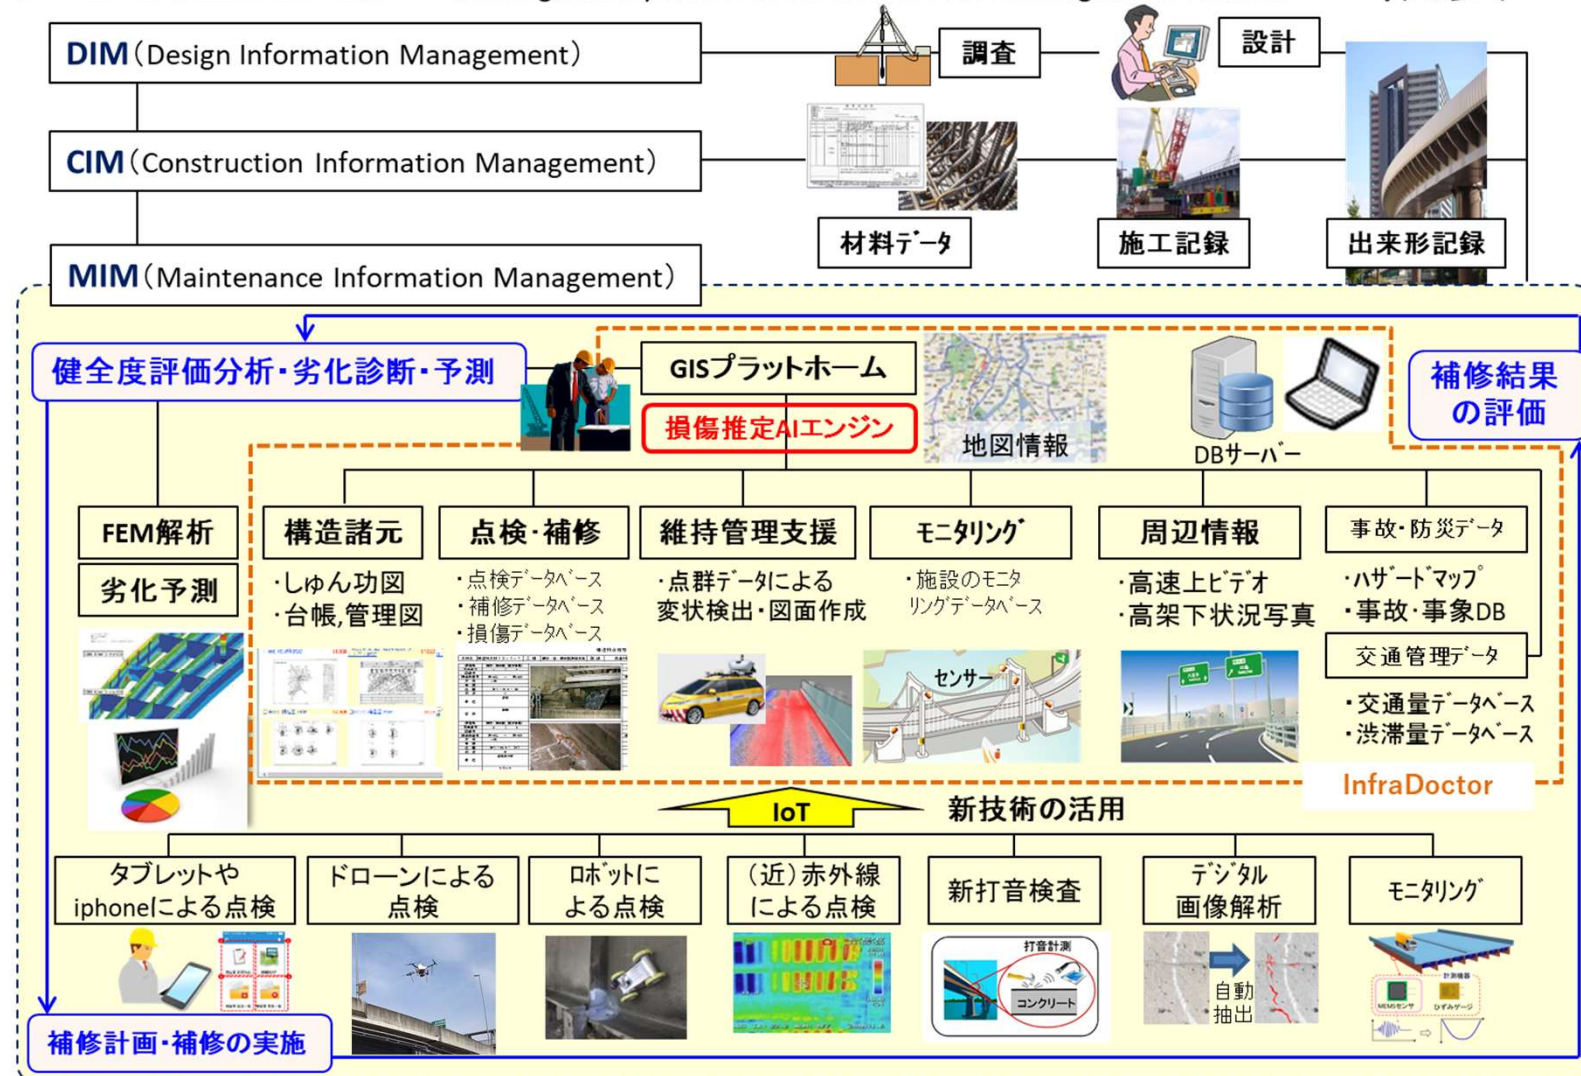 DIM（Design Information Management）
調査
設計
CIM（Construction Information Management）
材料データ
施工記録
出来形記録
MIM（Maintenance Information Management）
健全度評価分析・劣化診断・予測
GISプラットホーム
損傷推定AIエンジン
地図情報
DBサーバー
補修結果
の評価
FEM解析
劣化予測
構造諸元
・しゅん功図
・台帳,管理図
点検・補修
・点検データベース
・補修データベース
・損傷データベース
維持管理支援
・点群データによる
変状検出・図面作成
モニタリング
・施設のモニタ
リングデータベース
センサー
周辺情報
・高速上ビデオ
・高架下状況写真
事故・防災データ
・ハザードマップ
・事故・事象DB
交通管理データ
・交通量データベース
・渋滞量データベース
InfraDoctor
IoT
新技術の活用
タブレットや
iphoneによる点検
ドローンによる
点検
ロボットに
よる点検
（近）赤外線
による点検
新打音検査
打音計測
コンクリート
デジタル
画像解析
自動
抽出
モニタリング
計測機器
MEMSセンサ
ひずみゲージ
補修計画・補修の実施